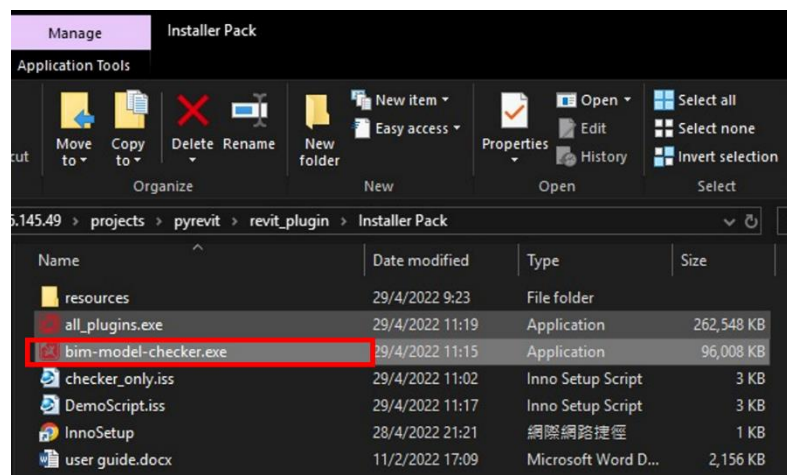 Manage Installer Pack
Application Tools
cut Move to Copy to Delete Rename New folder New item Easy access Properties Open Edit History Select all Select none Invert selection
Organize New Open Select
5.145.49 > projects > pyrevit > revit_plugin > Installer Pack
Name Date modified Type Size
resources 29/4/2022 9:23 File folder
all_plugins.exe 29/4/2022 11:19 Application 262,548 KB
bim-model-checker.exe 29/4/2022 11:15 Application 96,008 KB
checker_only.iss 29/4/2022 11:02 Inno Setup Script 3 KB
DemoScript.iss 29/4/2022 11:17 Inno Setup Script 3 KB
InnoSetup 28/4/2022 21:21 網際網路捷徑 1 KB
user guide.docx 11/2/2022 17:09 Microsoft Word D... 2,156 KB